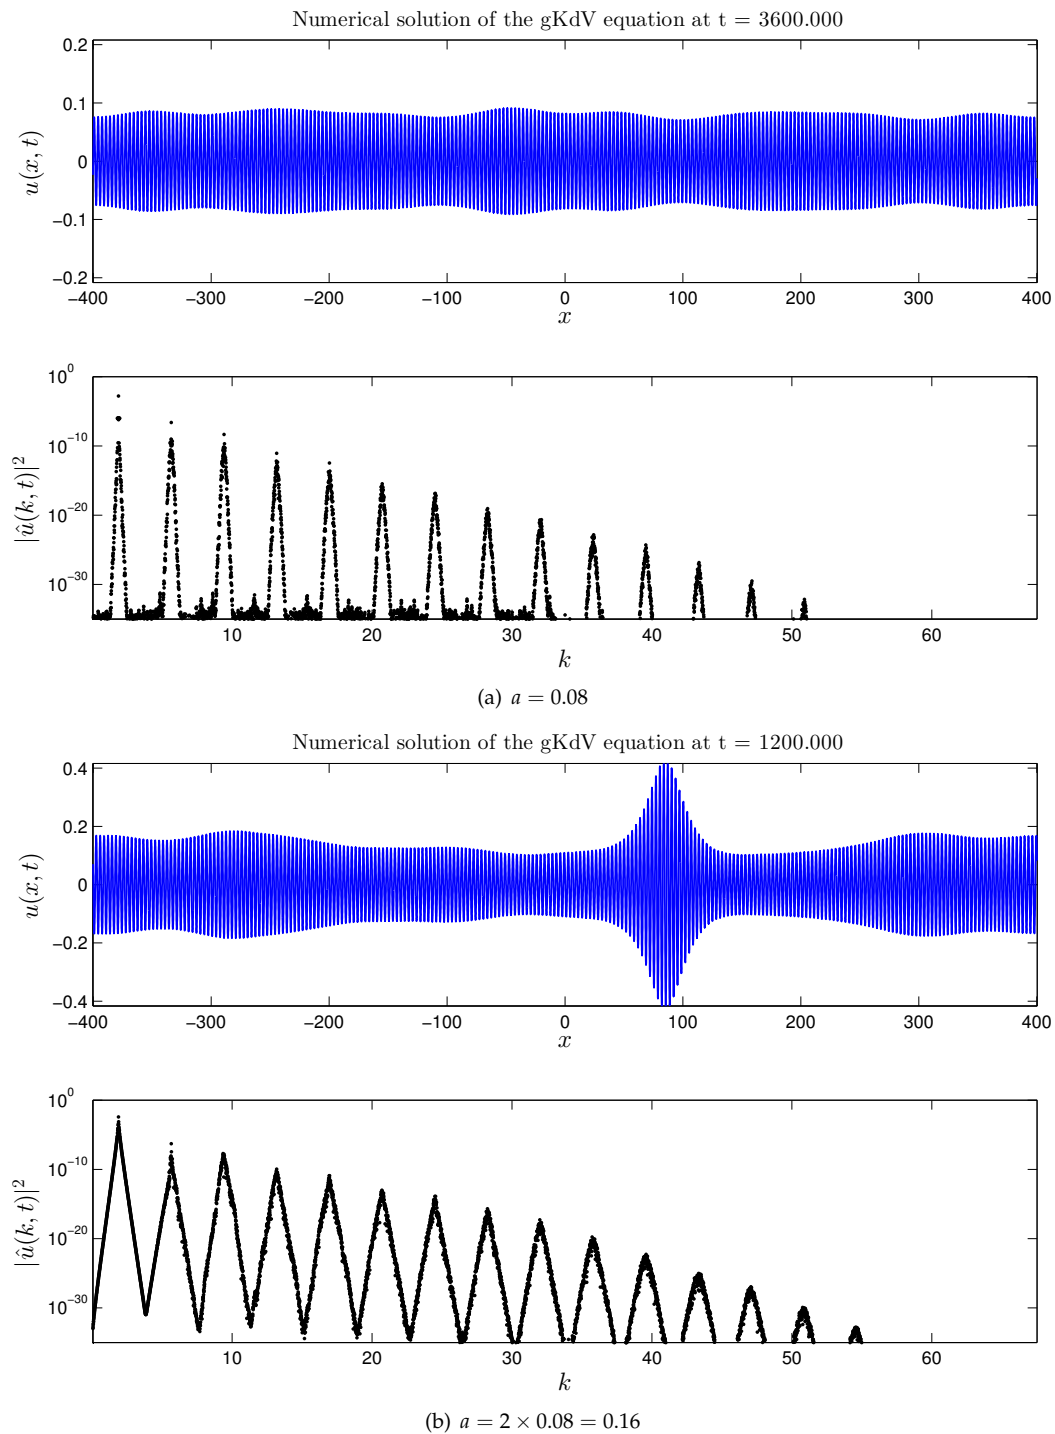 Numerical solution of the gKdV equation at t = 3600.000
0.2
0.1
0
−0.1
−0.2
u(x, t)
−400 −300 −200 −100 0 100 200 300 400
x
10^0
10^−10
10^−20
10^−30
|û(k, t)|^2
10 20 30 40 50 60
k
(a) a = 0.08
Numerical solution of the gKdV equation at t = 1200.000
0.4
0.2
0
−0.2
−0.4
u(x, t)
−400 −300 −200 −100 0 100 200 300 400
x
10^0
10^−10
10^−20
10^−30
|û(k, t)|^2
10 20 30 40 50 60
k
(b) a = 2 × 0.08 = 0.16